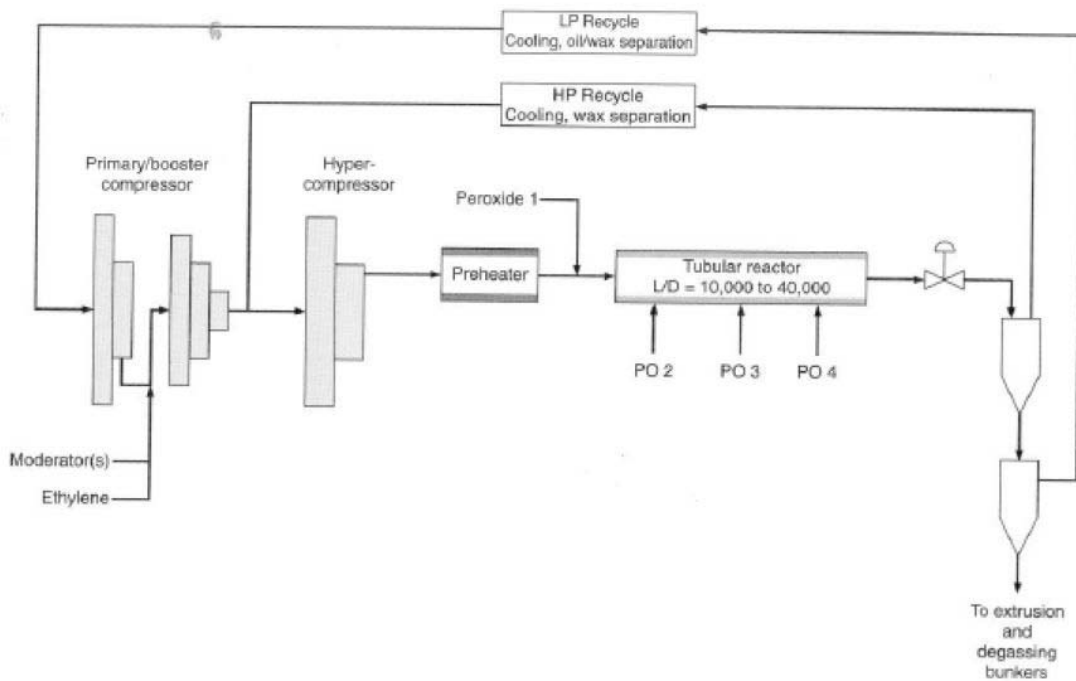 LP Recycle
Cooling, oil/wax separation
HP Recycle
Cooling, wax separation
Primary/booster
compressor
Hyper-
compressor
Peroxide 1
Preheater
Tubular reactor
L/D = 10,000 to 40,000
PO 2
PO 3
PO 4
Moderator(s)
Ethylene
To extrusion
and
degassing
bunkers